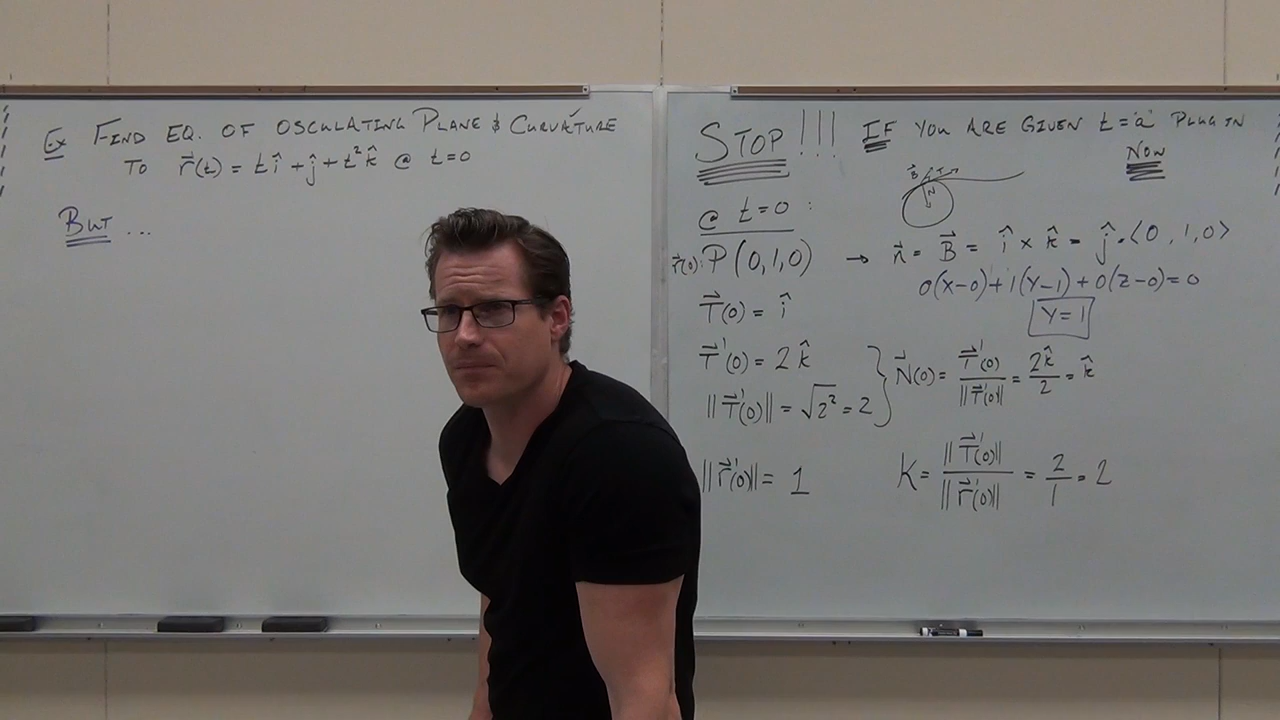 Ex FIND EQ. OF OSCULATING PLANE & CURVATURE
TO r⃗(t) = t î + ĵ + t² k̂ @ t=0
BUT ...
STOP!!! IF YOU ARE GIVEN t="a" PLUG IN
NOW
B⃗ T⃗
N
@ t=0 :
r⃗(0): P(0,1,0) → n⃗ = B⃗ = î × k̂ = ĵ = ⟨0, 1, 0⟩
0(x-0)+1(y-1)+0(z-0)=0
y=1
T⃗(0) = î
T⃗'(0) = 2k̂
||T⃗'(0)|| = √2² = 2
} N⃗(0) = T⃗'(0)/||T⃗'(0)|| = 2k̂/2 = k̂
||r⃗'(0)|| = 1
K = ||T⃗'(0)||/||r⃗'(0)|| = 2/1 = 2